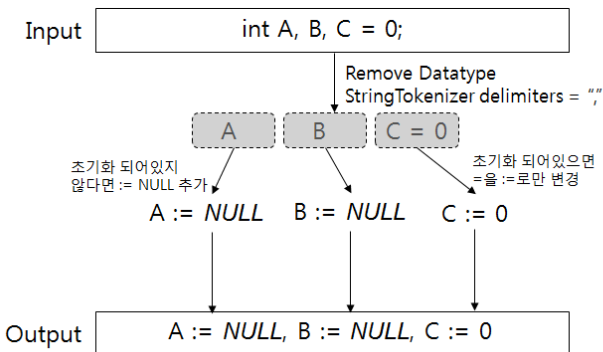 Input
int A, B, C = 0;
Remove Datatype
StringTokenizer delimiters = “,”
A
B
C = 0
초기화 되어있지
않다면 := NULL 추가
초기화 되어있으면
=을 :=로만 변경
A := NULL
B := NULL
C := 0
Output
A := NULL, B := NULL, C := 0